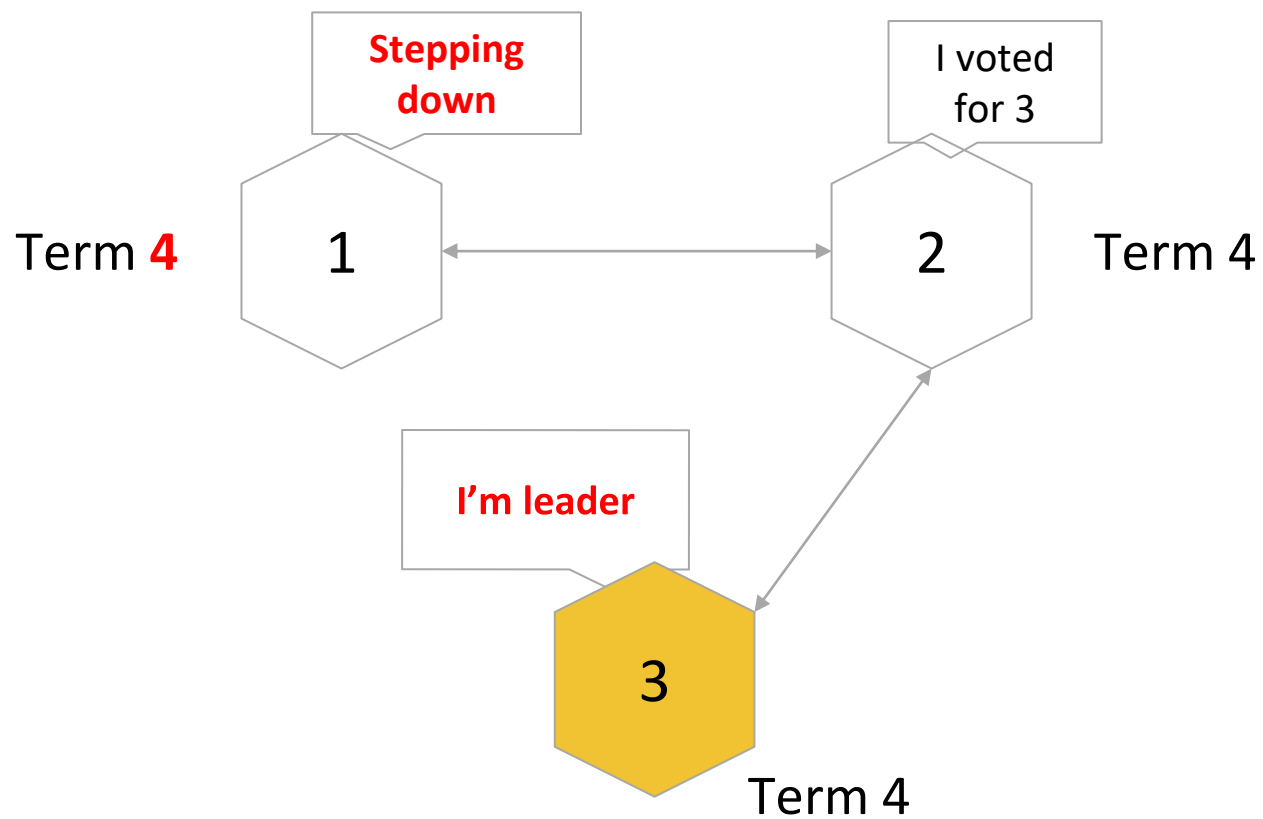 Stepping
down
I voted
for 3
Term 4
1
2
Term 4
I’m leader
3
Term 4